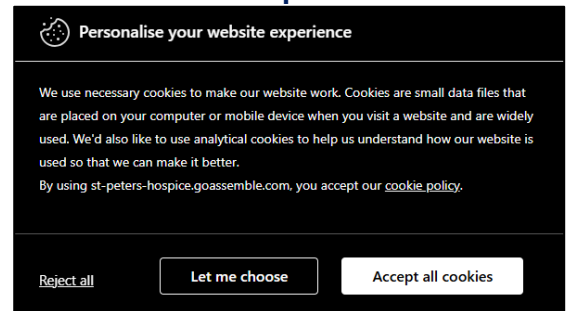 Personalise your website experience
We use necessary cookies to make our website work. Cookies are small data files that
are placed on your computer or mobile device when you visit a website and are widely
used. We'd also like to use analytical cookies to help us understand how our website is
used so that we can make it better.
By using st-peters-hospice.goassemble.com, you accept our cookie policy.
Reject all
Let me choose
Accept all cookies